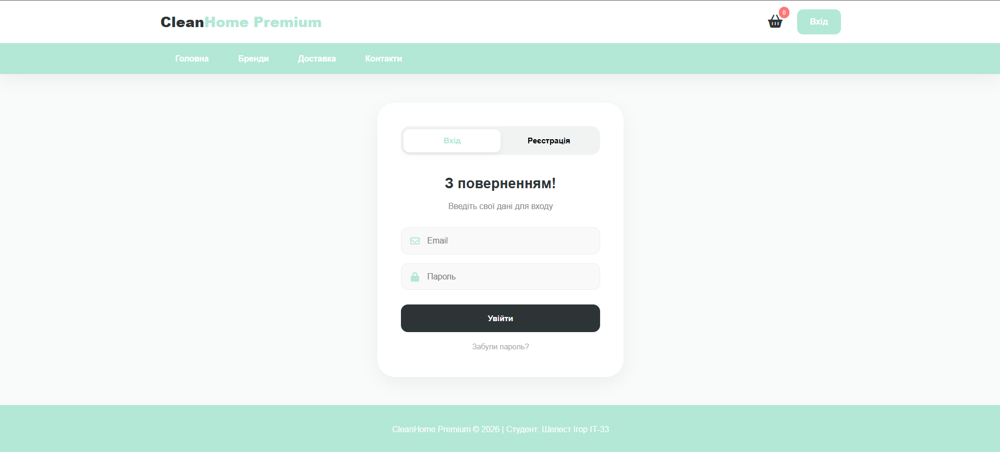 CleanHome Premium
0
Вхід
Головна Бренди Доставка Контакти
Вхід Реєстрація
З поверненням!
Введіть свої дані для входу
Email
Пароль
Увійти
Забули пароль?
CleanHome Premium © 2026 | Студент: Шелест Ігор ІТ-33